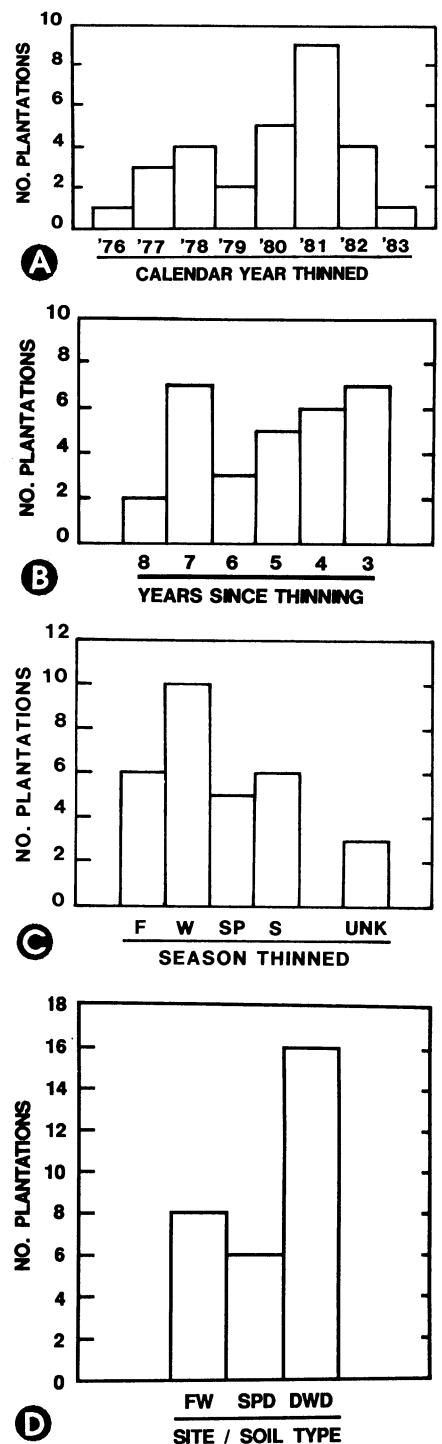 10
8
6
4
2
0
NO. PLANTATIONS
'76 '77 '78 '79 '80 '81 '82 '83
A
CALENDAR YEAR THINNED
10
8
6
4
2
0
NO. PLANTATIONS
8 7 6 5 4 3
B
YEARS SINCE THINNING
12
10
8
6
4
2
0
NO. PLANTATIONS
F W SP S UNK
C
SEASON THINNED
18
16
14
12
10
8
6
4
2
0
NO. PLANTATIONS
FW SPD DWD
D
SITE / SOIL TYPE